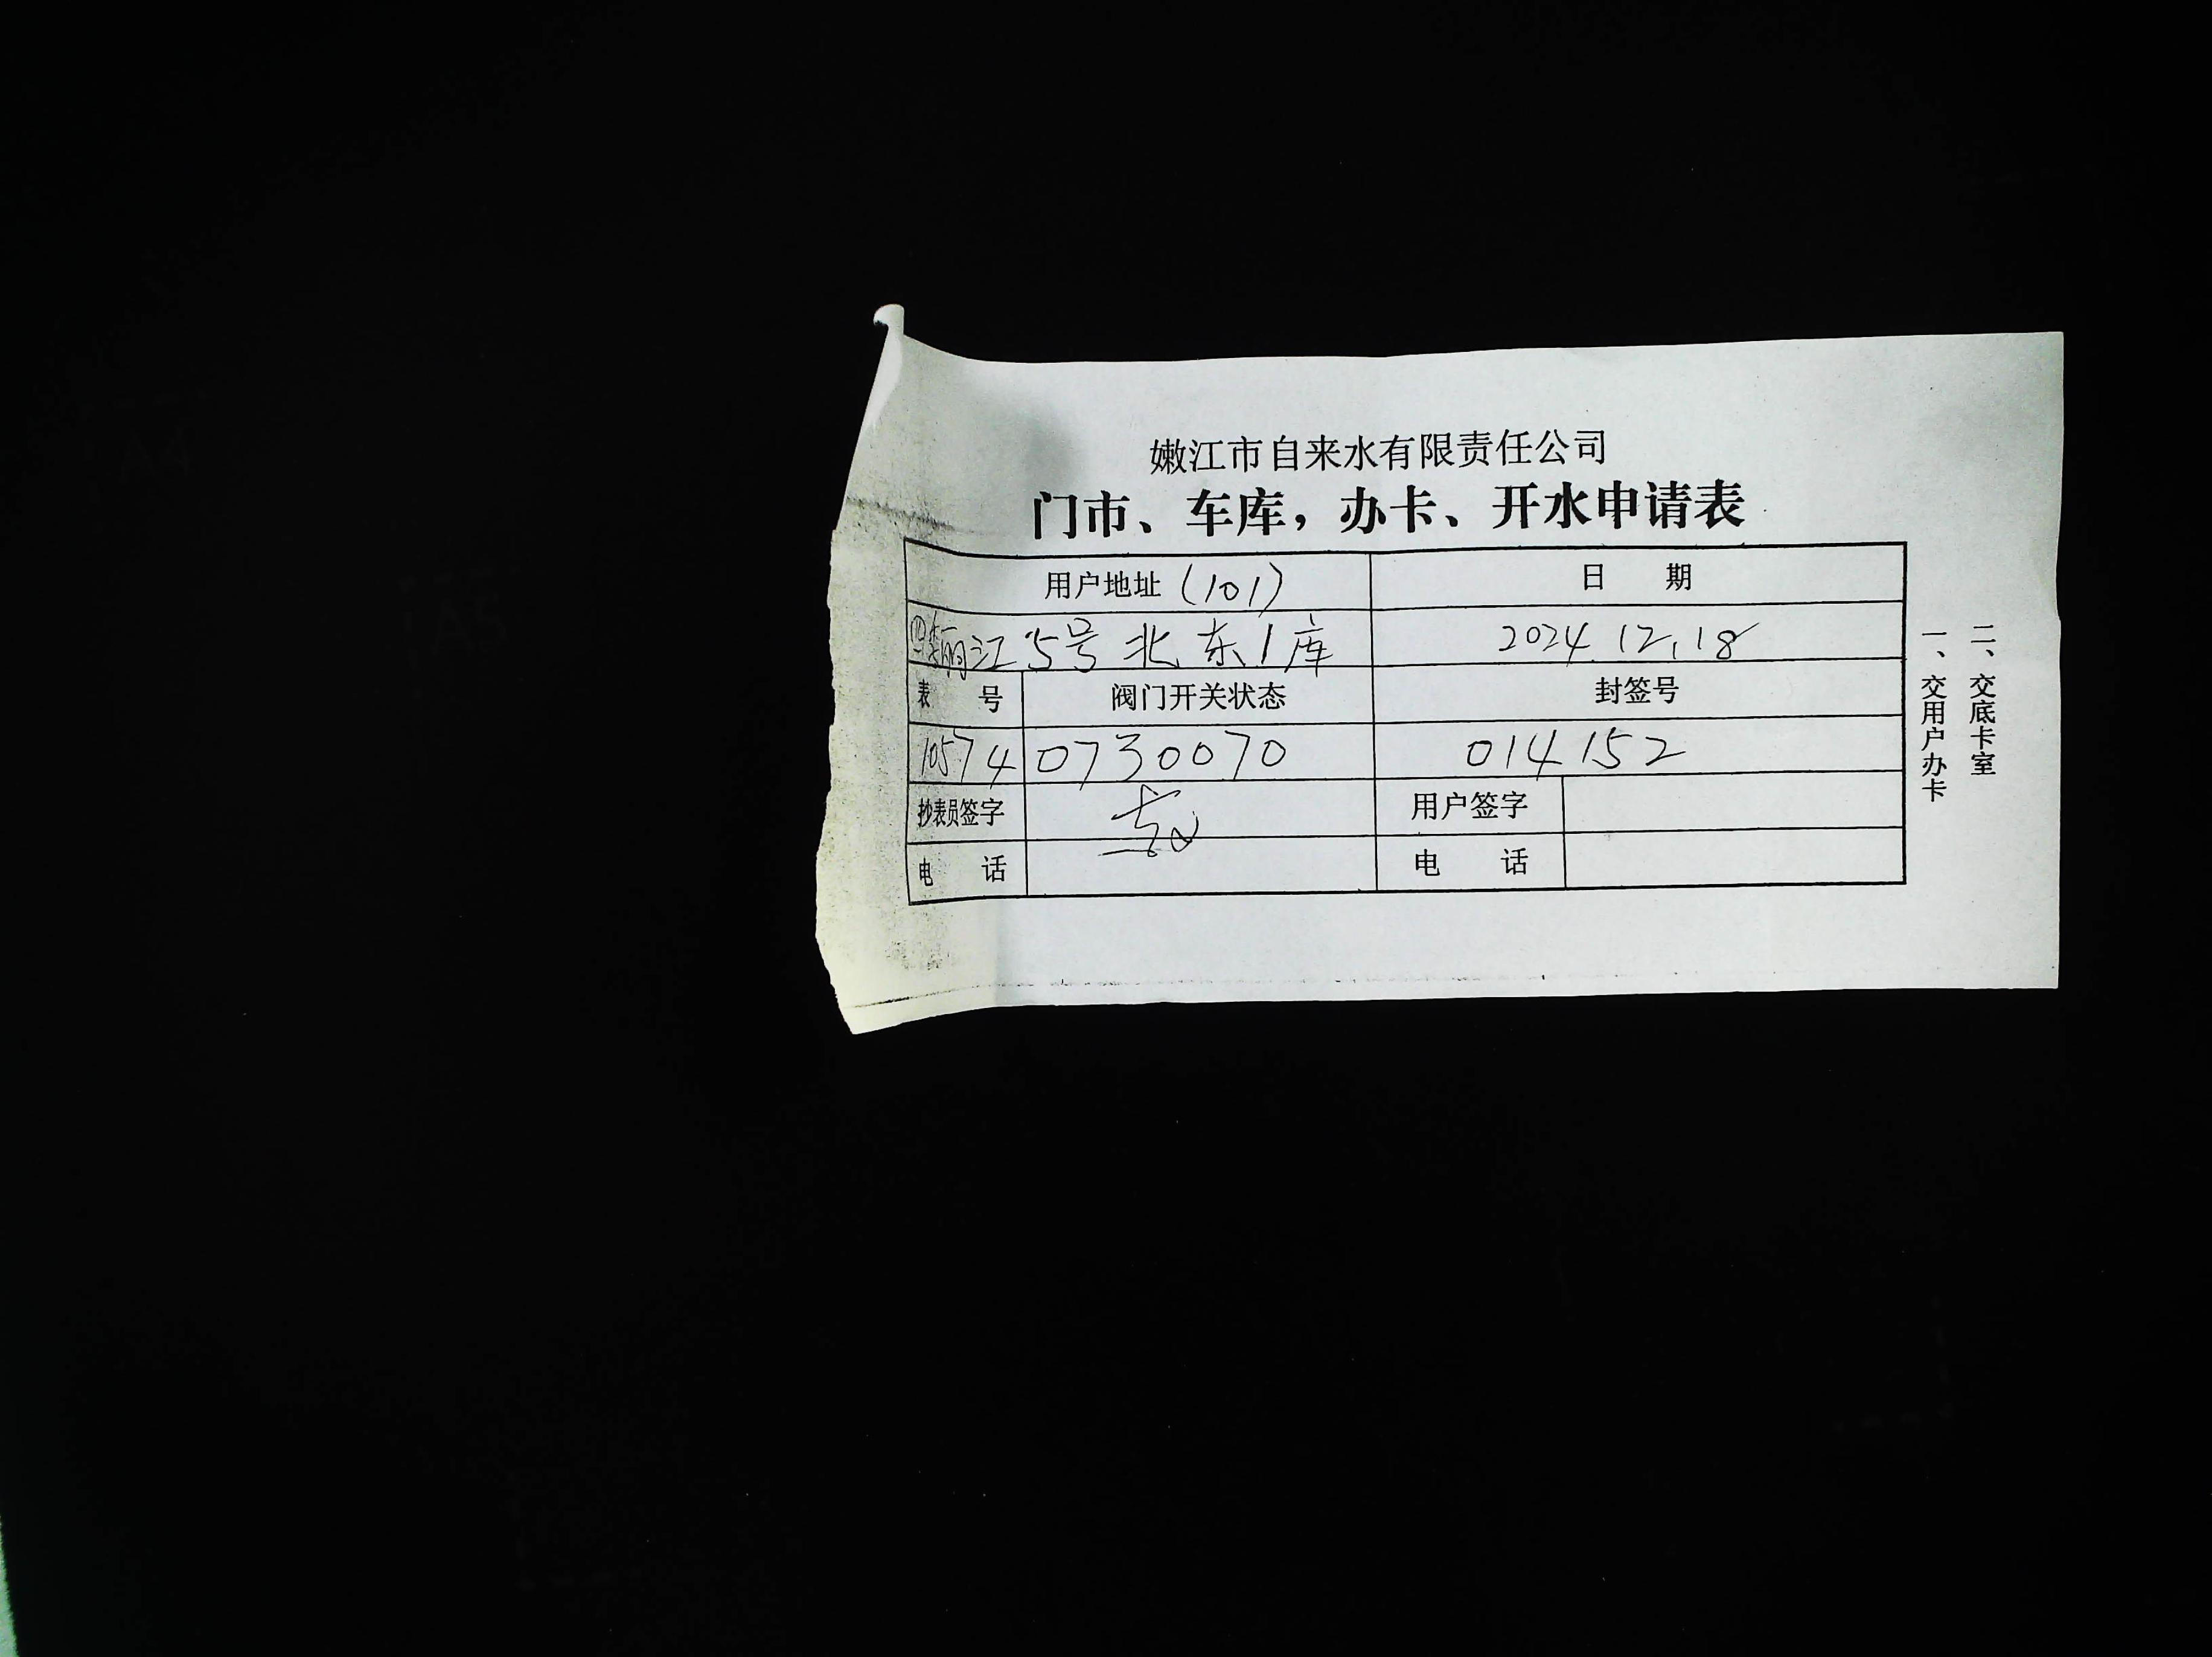 嫩江市自来水有限责任公司
门市、车库，办卡、开水申请表
用户地址 (101) 日 期
丽江5号北东1库 2024.12.18
表 号 阀门开关状态 封签号
10574 0730070 014152
抄表员签字 用户签字
电 话 电 话
二、交底卡室
一、交用户办卡